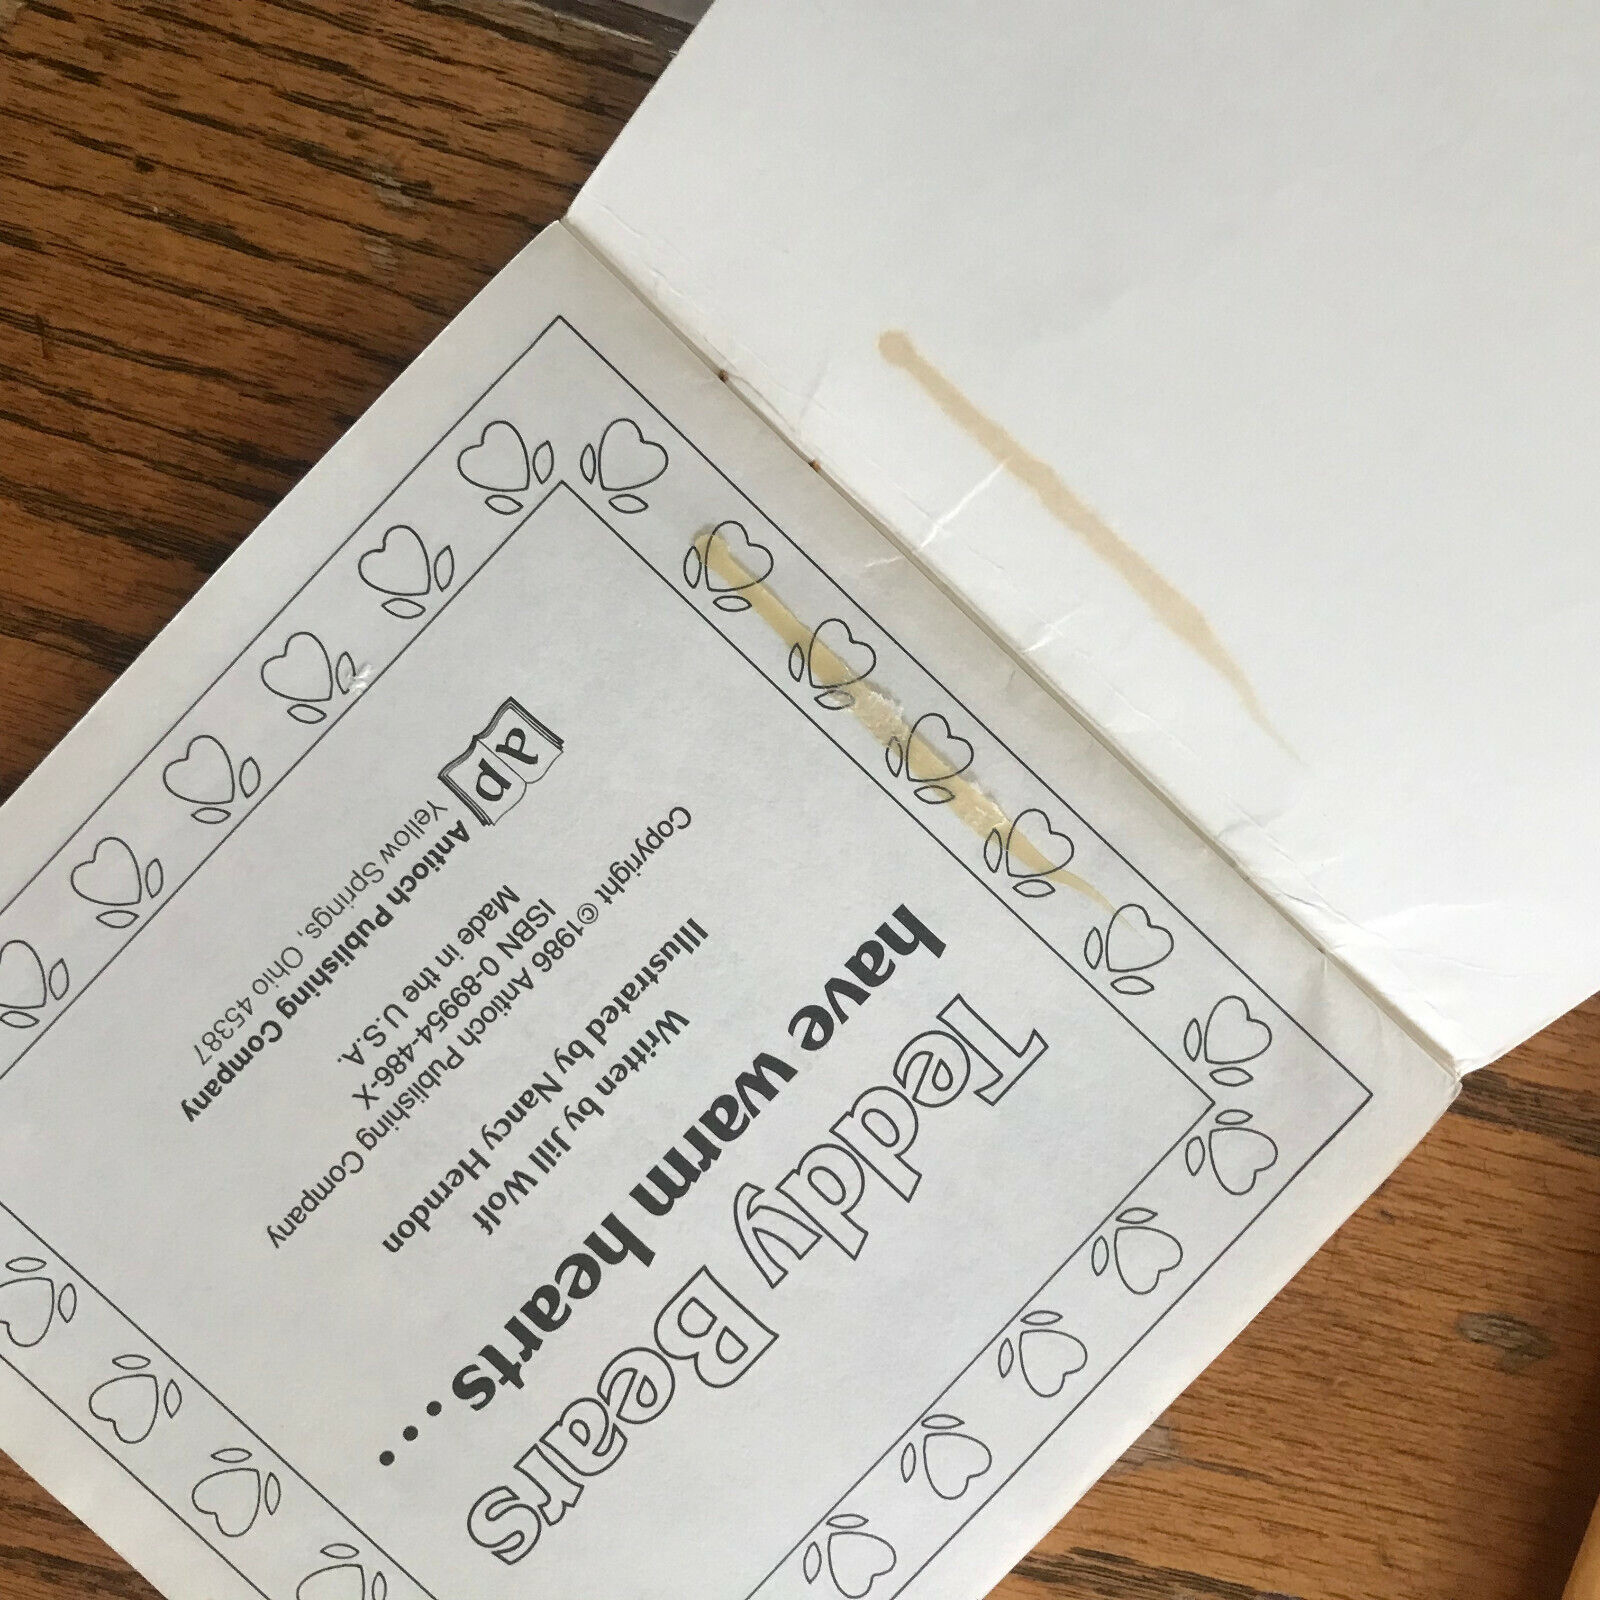 Teddy Bears
have warm hearts...
Written by Jill Wolf
Illustrated by Nancy Herndon
Copyright ©1986 Antioch Publishing Company
ISBN 0-89954-486-X
Made in the U.S.A.
ap
Antioch Publishing Company
Yellow Springs, Ohio 45387